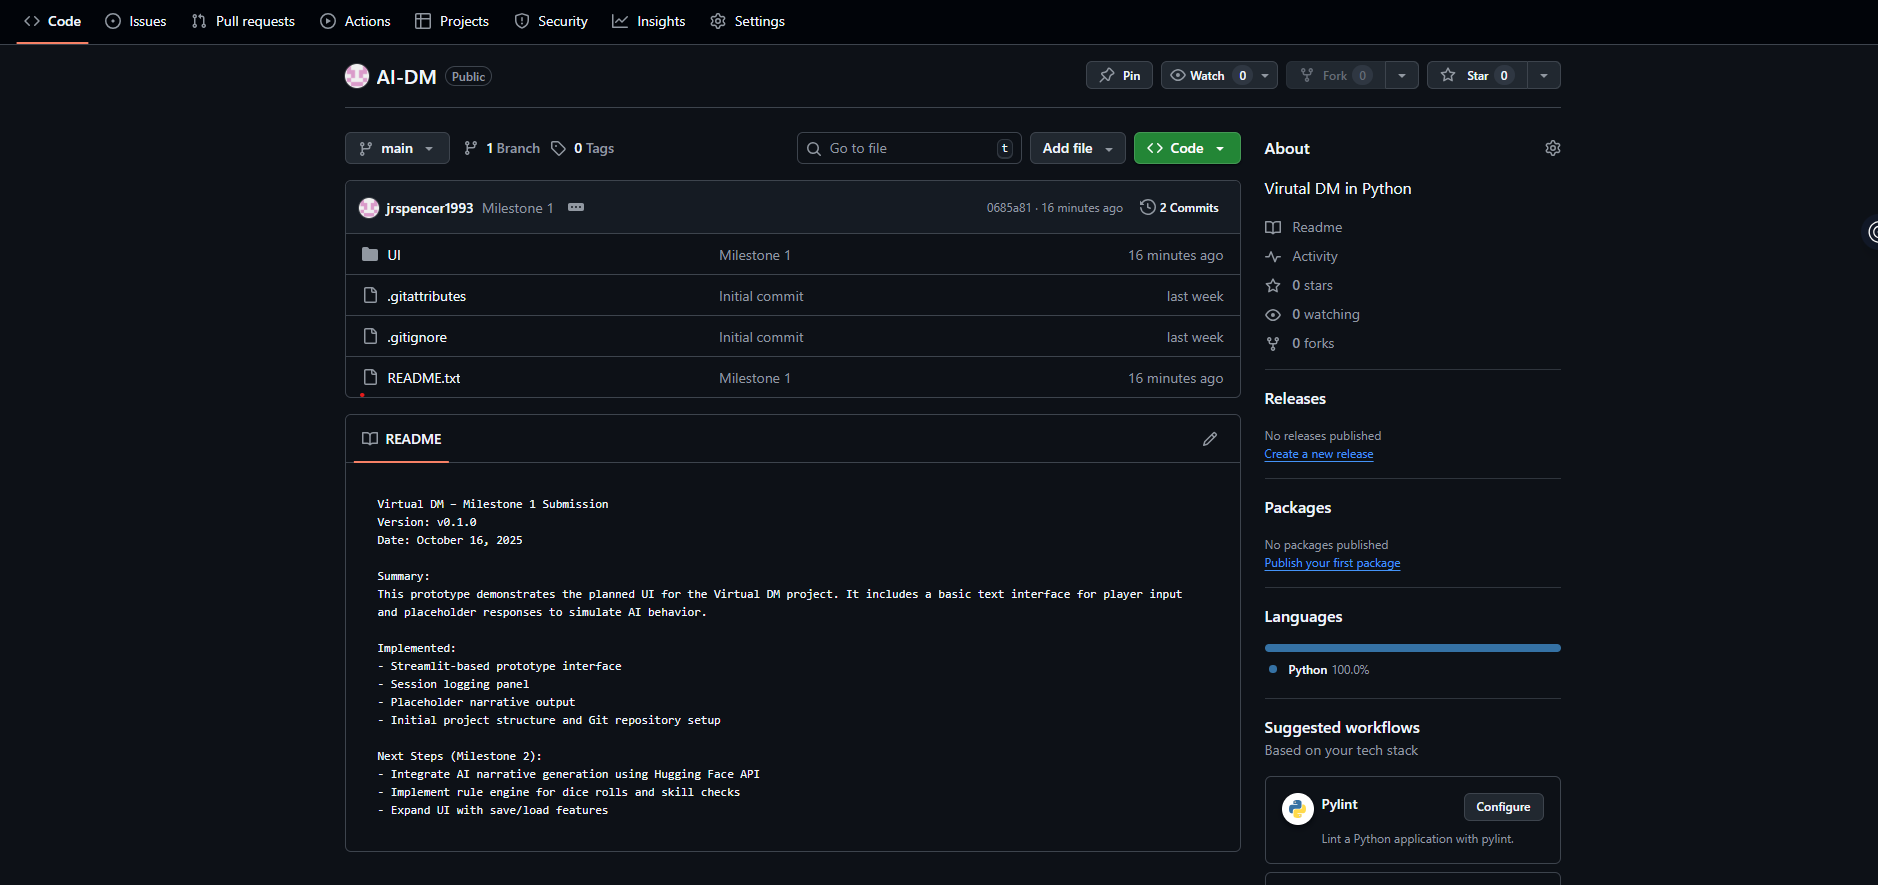 Code Issues Pull requests Actions Projects Security Insights Settings
AI-DM Public
Pin Watch 0 Fork 0 Star 0
main 1 Branch 0 Tags Go to file t Add file Code
jrspencer1993 Milestone 1 0685a81 · 16 minutes ago 2 Commits
UI Milestone 1 16 minutes ago
.gitattributes Initial commit last week
.gitignore Initial commit last week
README.txt Milestone 1 16 minutes ago
README
Virtual DM – Milestone 1 Submission
Version: v0.1.0
Date: October 16, 2025
Summary:
This prototype demonstrates the planned UI for the Virtual DM project. It includes a basic text interface for player input
and placeholder responses to simulate AI behavior.
Implemented:
- Streamlit-based prototype interface
- Session logging panel
- Placeholder narrative output
- Initial project structure and Git repository setup
Next Steps (Milestone 2):
- Integrate AI narrative generation using Hugging Face API
- Implement rule engine for dice rolls and skill checks
- Expand UI with save/load features
About
Virutal DM in Python
Readme
Activity
0 stars
0 watching
0 forks
Releases
No releases published
Create a new release
Packages
No packages published
Publish your first package
Languages
Python 100.0%
Suggested workflows
Based on your tech stack
Pylint Configure
Lint a Python application with pylint.